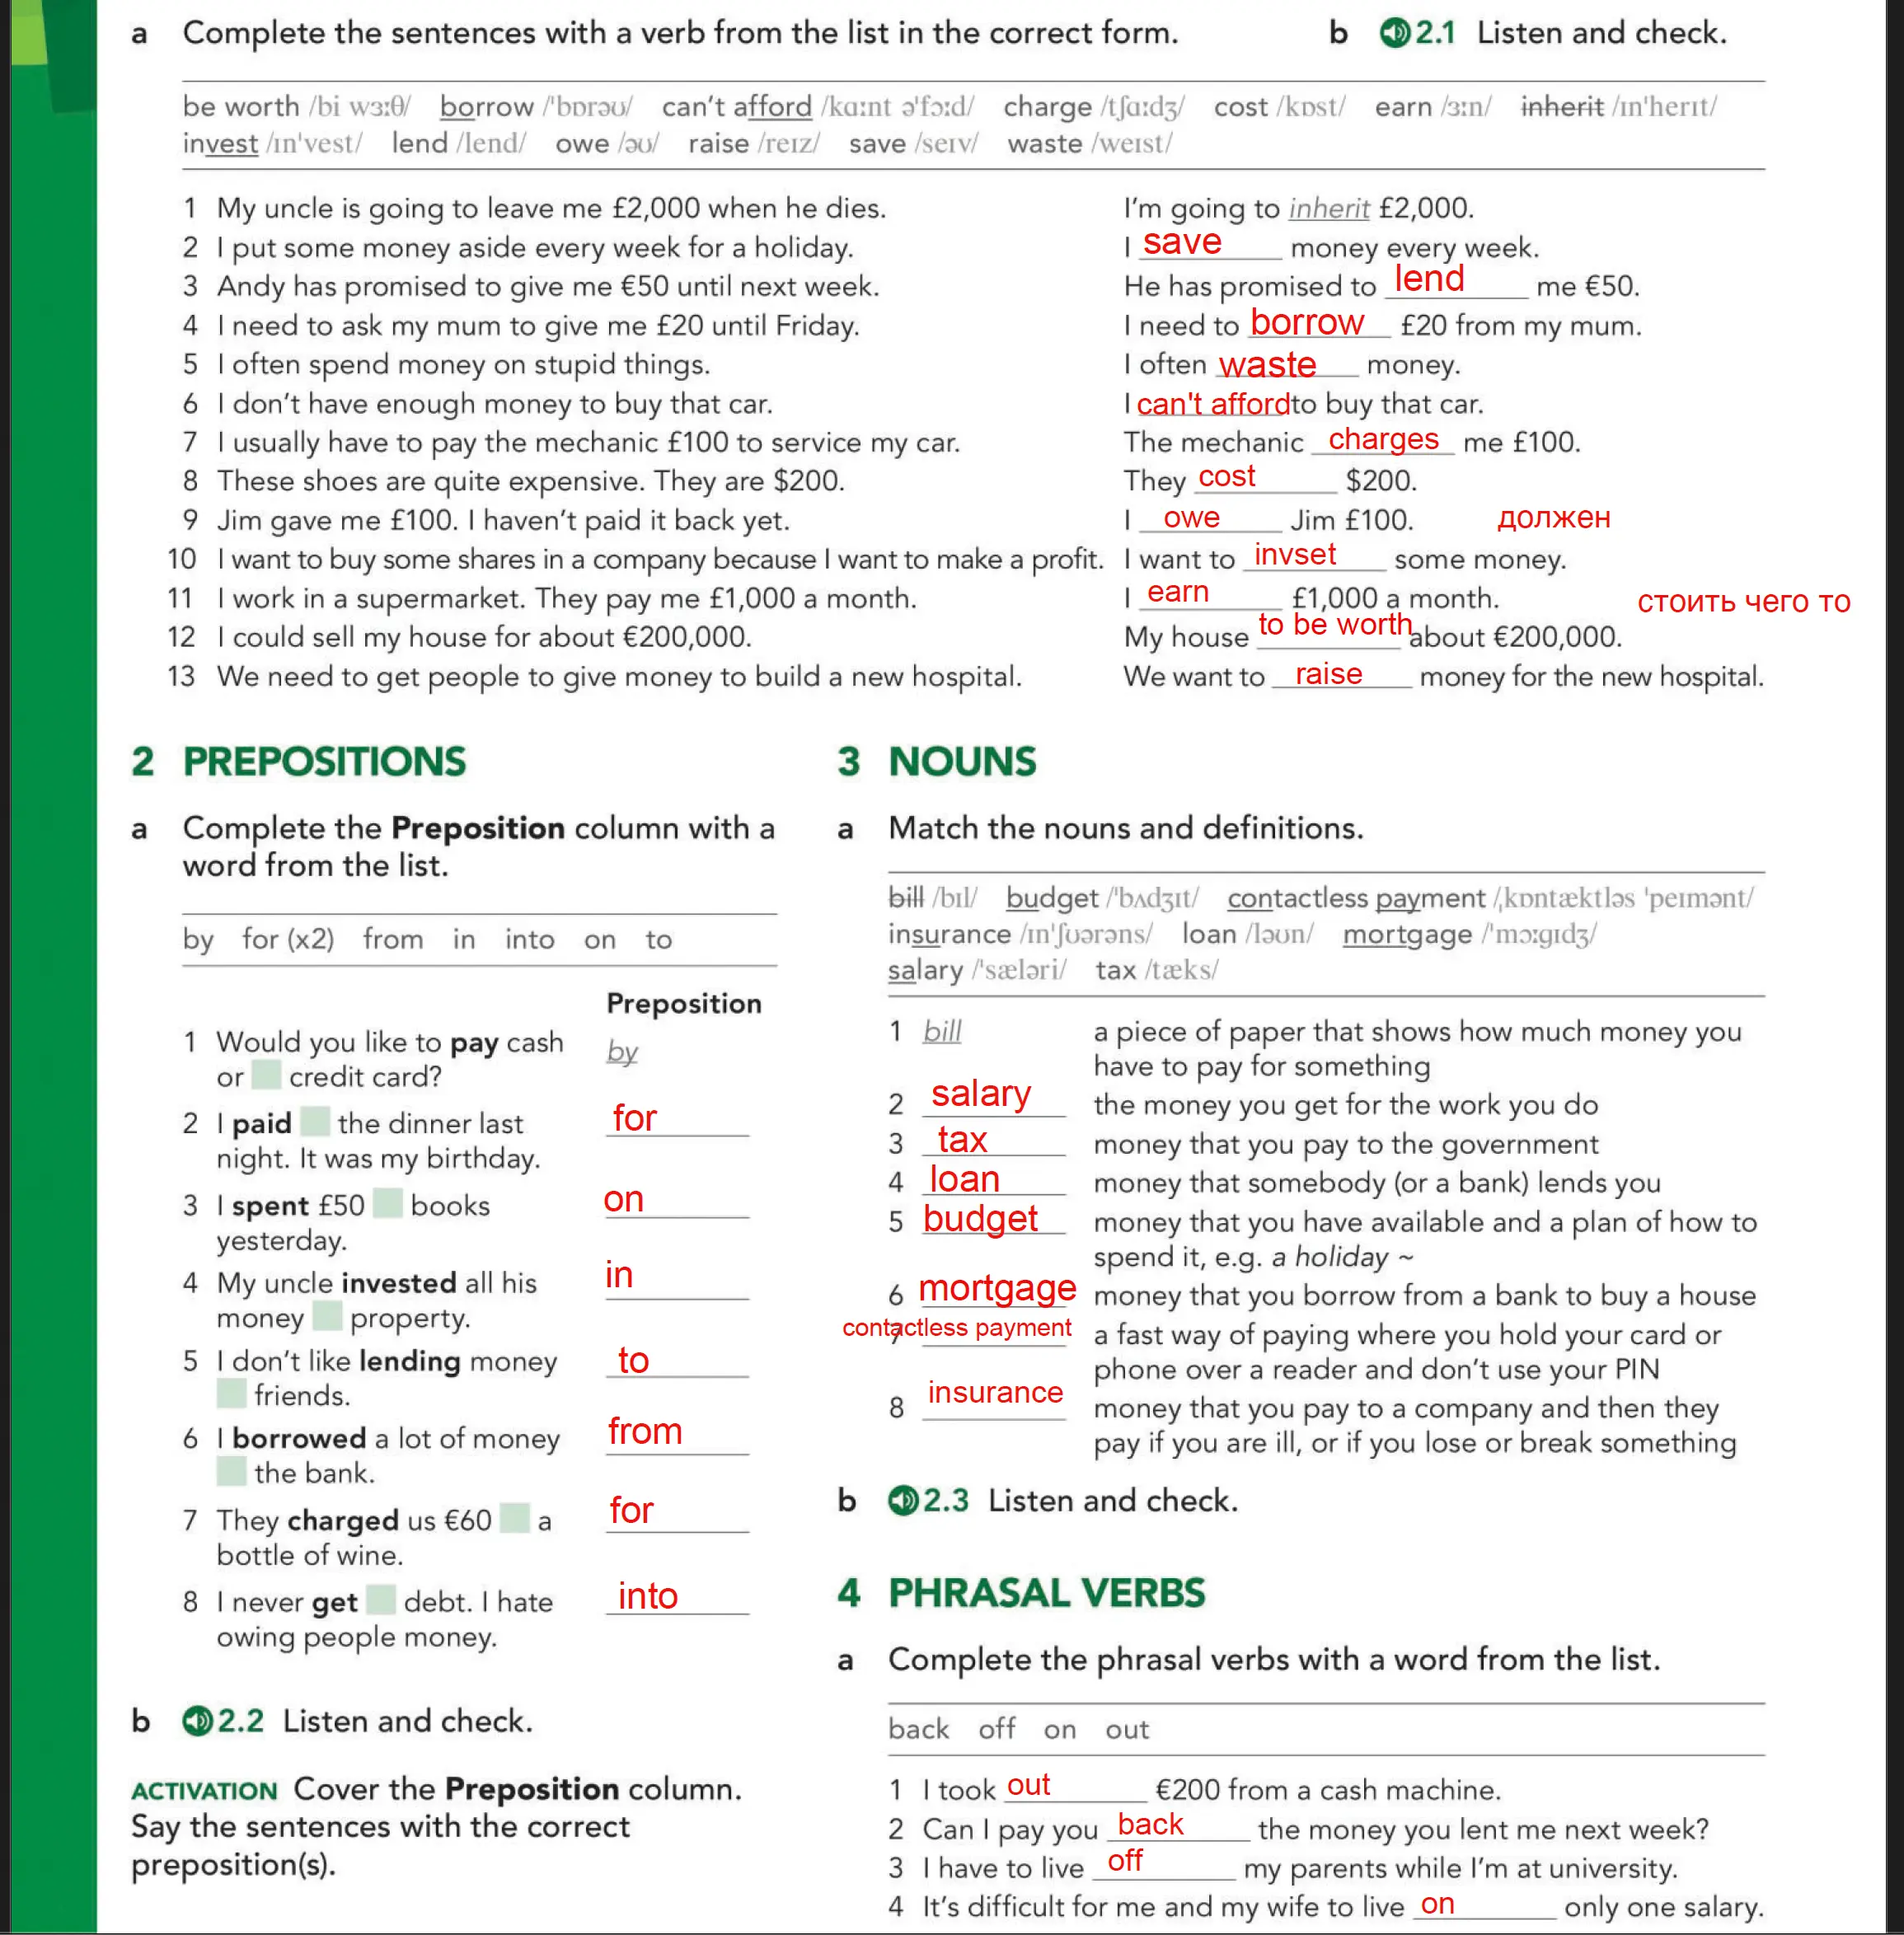 a Complete the sentences with a verb from the list in the correct form.
b 2.1 Listen and check.
be worth /bi wɜːθ/ borrow /ˈbɒrəʊ/ can't afford /kɑːnt əˈfɔːd/ charge /tʃɑːdʒ/ cost /kɒst/ earn /ɜːn/ inherit /ɪnˈherɪt/
invest /ɪnˈvest/ lend /lend/ owe /əʊ/ raise /reɪz/ save /seɪv/ waste /weɪst/
1 My uncle is going to leave me £2,000 when he dies. I'm going to inherit £2,000.
2 I put some money aside every week for a holiday. I save money every week.
3 Andy has promised to give me €50 until next week. He has promised to lend me €50.
4 I need to ask my mum to give me £20 until Friday. I need to borrow £20 from my mum.
5 I often spend money on stupid things. I often waste money.
6 I don't have enough money to buy that car. I can't afford to buy that car.
7 I usually have to pay the mechanic £100 to service my car. The mechanic charges me £100.
8 These shoes are quite expensive. They are $200. They cost $200.
9 Jim gave me £100. I haven't paid it back yet. I owe Jim £100. должен
10 I want to buy some shares in a company because I want to make a profit. I want to invset some money.
11 I work in a supermarket. They pay me £1,000 a month. I earn £1,000 a month. стоить чего то
12 I could sell my house for about €200,000. My house to be worth about €200,000.
13 We need to get people to give money to build a new hospital. We want to raise money for the new hospital.
2 PREPOSITIONS
a Complete the Preposition column with a
word from the list.
by for (x2) from in into on to
Preposition
1 Would you like to pay cash by
or credit card?
2 I paid the dinner last for
night. It was my birthday.
3 I spent £50 books on
yesterday.
4 My uncle invested all his in
money property.
5 I don't like lending money to
friends.
6 I borrowed a lot of money from
the bank.
7 They charged us €60 a for
bottle of wine.
8 I never get debt. I hate into
owing people money.
b 2.2 Listen and check.
ACTIVATION Cover the Preposition column.
Say the sentences with the correct
preposition(s).
3 NOUNS
a Match the nouns and definitions.
bill /bɪl/ budget /ˈbʌdʒɪt/ contactless payment /ˌkɒntæktləs ˈpeɪmənt/
insurance /ɪnˈʃʊərəns/ loan /ləʊn/ mortgage /ˈmɔːɡɪdʒ/
salary /ˈsæləri/ tax /tæks/
1 bill a piece of paper that shows how much money you
have to pay for something
2 salary the money you get for the work you do
3 tax money that you pay to the government
4 loan money that somebody (or a bank) lends you
5 budget money that you have available and a plan of how to
spend it, e.g. a holiday ~
6 mortgage money that you borrow from a bank to buy a house
7 contactless payment a fast way of paying where you hold your card or
phone over a reader and don't use your PIN
8 insurance money that you pay to a company and then they
pay if you are ill, or if you lose or break something
b 2.3 Listen and check.
4 PHRASAL VERBS
a Complete the phrasal verbs with a word from the list.
back off on out
1 I took out €200 from a cash machine.
2 Can I pay you back the money you lent me next week?
3 I have to live off my parents while I'm at university.
4 It's difficult for me and my wife to live on only one salary.